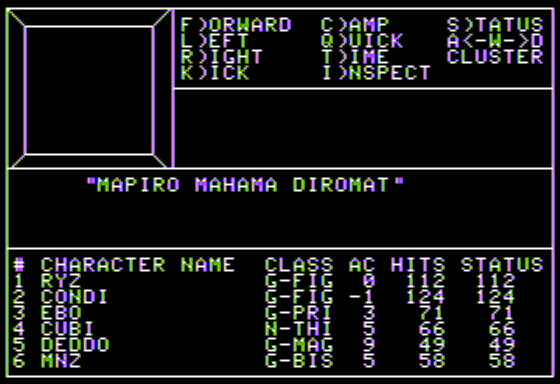 F)ORWARD C)AMP S)TATUS
L)EFT Q)UICK A<-W->D
R)IGHT T)IME CLUSTER
K)ICK I)NSPECT
"MAPIRO MAHAMA DIROMAT"
# CHARACTER NAME CLASS AC HITS STATUS
1 RYZ G-FIG 0 112 112
2 CONDI G-FIG -1 124 124
3 EBO G-PRI 3 71 71
4 CUBI N-THI 5 66 66
5 DEDDO G-MAG 9 49 49
6 MNZ G-BIS 5 58 58